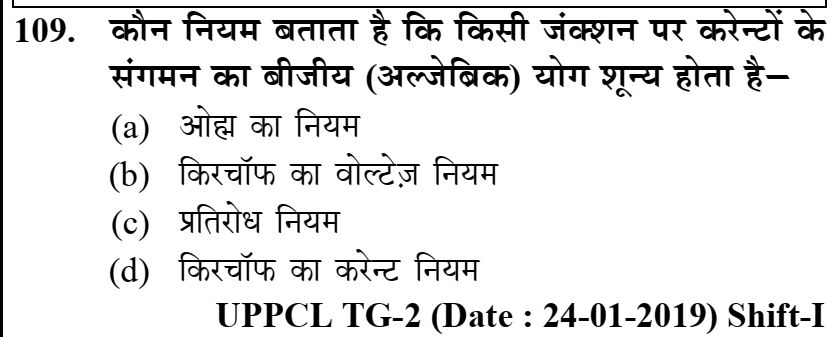 109. कौन नियम बताता है कि किसी जंक्शन पर करेन्टों के
संगमन का बीजीय (अल्जेब्रिक) योग शून्य होता है–
(a) ओह्म का नियम
(b) किरचॉफ का वोल्टेज़ नियम
(c) प्रतिरोध नियम
(d) किरचॉफ का करेन्ट नियम
UPPCL TG-2 (Date : 24-01-2019) Shift-I